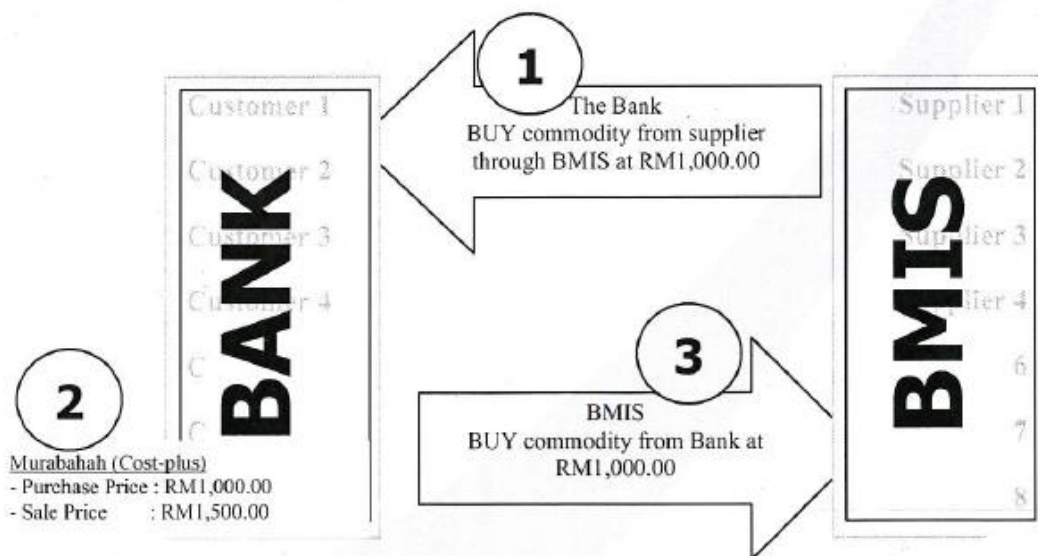 1
The Bank
BUY commodity from supplier
through BMIS at RM1,000.00
Customer 1
Customer 2
Customer 3
Customer 4
C
C
BANK
Supplier 1
Supplier 2
Supplier 3
Supplier 4
6
7
8
BMIS
2
Murabahah (Cost-plus)
- Purchase Price : RM1,000.00
- Sale Price : RM1,500.00
3
BMIS
BUY commodity from Bank at
RM1,000.00